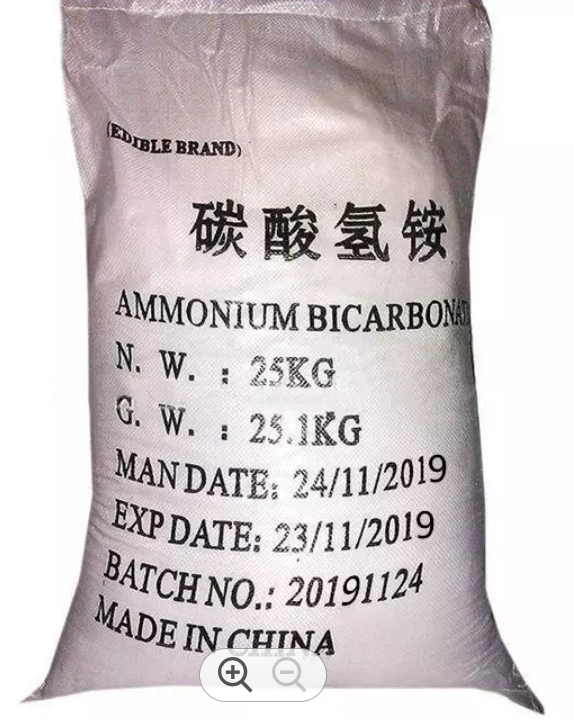 (EDIBLE BRAND)
碳酸氢铵
AMMONIUM BICARBONATE
N. W. : 25KG
G. W. : 25.1KG
MAN DATE: 24/11/2019
EXP DATE: 23/11/2019
BATCH NO.: 20191124
MADE IN CHINA